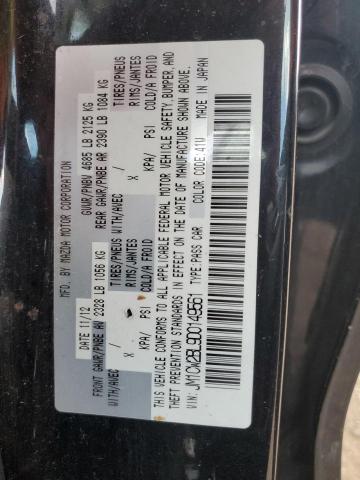 MFD. BY MAZDA MOTOR CORPORATION
DATE 11/12 GVWR/PNBV 4685 LB 2125 KG
FRONT GAWR/PNBE AV 2328 LB 1056 KG REAR GAWR/PNBE AR 2390 LB 1084 KG
WITH/AVEC TIRES/PNEUS WITH/AVEC TIRES/PNEUS
X RIMS/JANTES X RIMS/JANTES
KPA/ PSI COLD/A FROID KPA/ PSI COLD/A FROID
THIS VEHICLE CONFORMS TO ALL APPLICABLE FEDERAL MOTOR VEHICLE SAFETY, BUMPER, AND
THEFT PREVENTION STANDARDS IN EFFECT ON THE DATE OF MANUFACTURE SHOWN ABOVE.
VIN: JM1CW2BL9D0149561 TYPE: PASS CAR COLOR CODE: 41U MADE IN JAPAN